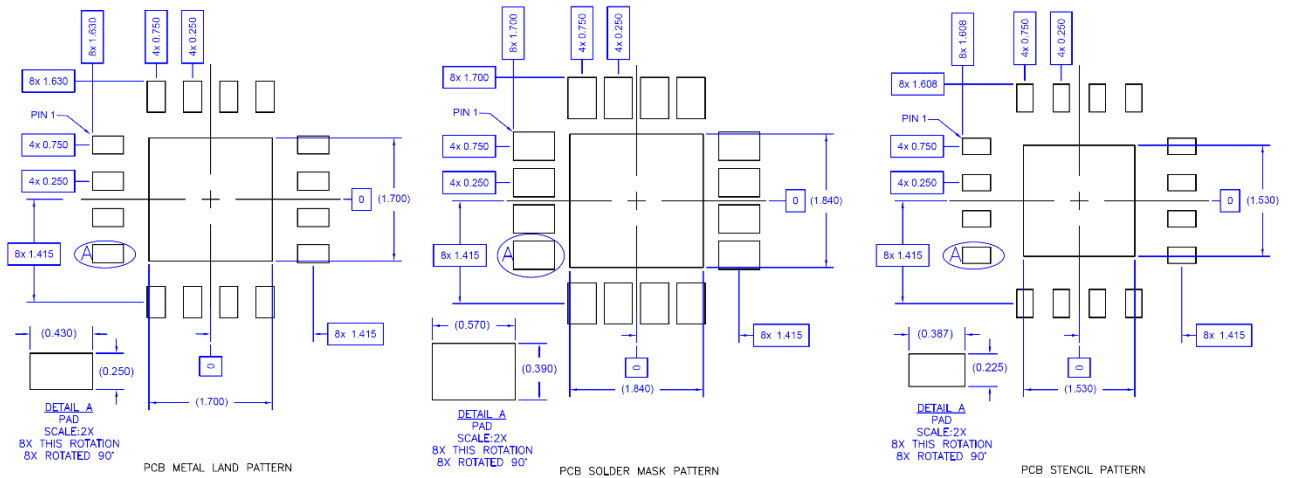 8x 1.630
4x 0.750
4x 0.250
8x 1.630
PIN 1
4x 0.750
4x 0.250
0
(1.700)
8x 1.415
A
(0.430)
8x 1.415
(0.250)
0
(1.700)
DETAIL A
PAD
SCALE:2X
8X THIS ROTATION
8X ROTATED 90°
PCB METAL LAND PATTERN
8x 1.700
4x 0.750
4x 0.250
8x 1.700
PIN 1
4x 0.750
4x 0.250
0
(1.840)
8x 1.415
A
(0.570)
8x 1.415
(0.390)
0
(1.840)
DETAIL A
PAD
SCALE:2X
8X THIS ROTATION
8X ROTATED 90°
PCB SOLDER MASK PATTERN
8x 1.608
4x 0.750
4x 0.250
8x 1.608
PIN 1
4x 0.750
4x 0.250
0
(1.530)
8x 1.415
A
(0.387)
8x 1.415
(0.225)
0
(1.530)
DETAIL A
PAD
SCALE:2X
8X THIS ROTATION
8X ROTATED 90°
PCB STENCIL PATTERN